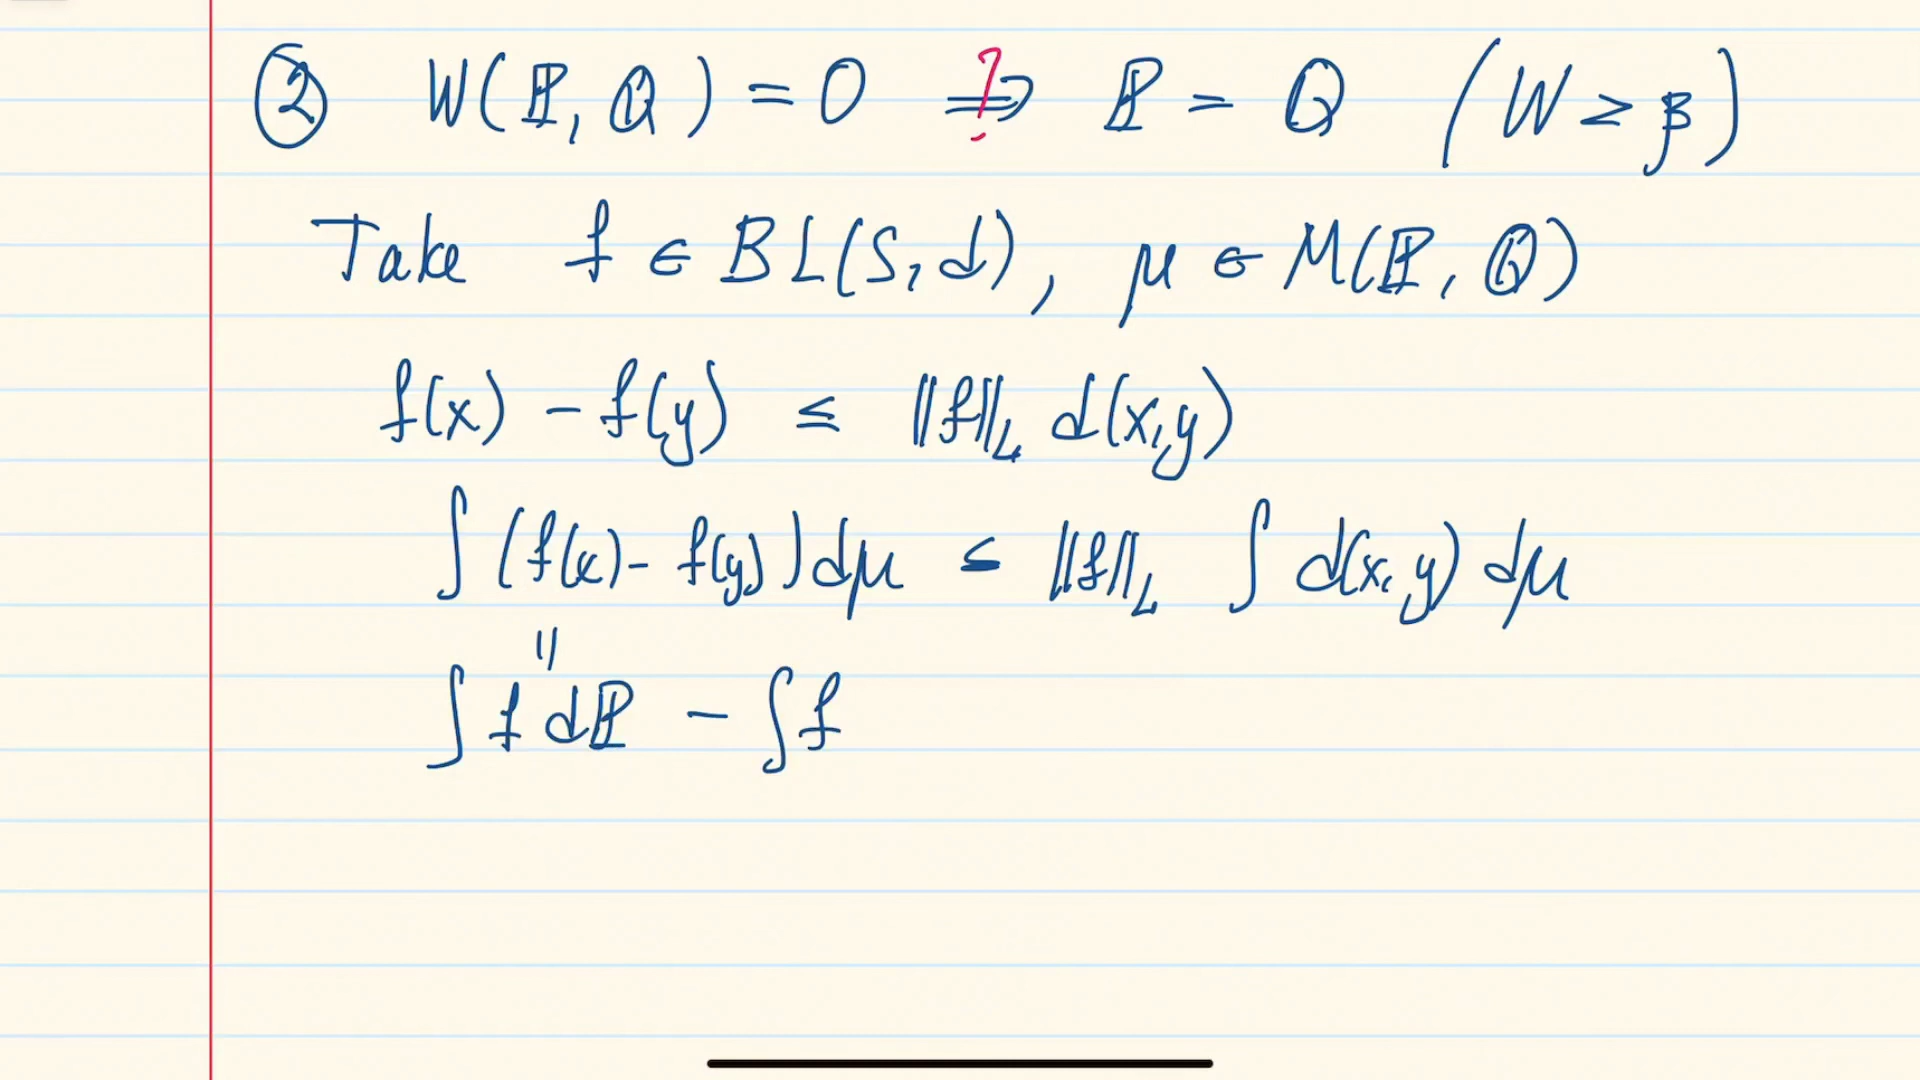 ② W(ℙ, ℚ) = 0 ⇒? ℙ = ℚ (W ≥ β)
Take f ∈ BL(S, d), μ ∈ M(ℙ, ℚ)
f(x) - f(y) ≤ ||f||_L d(x,y)
∫ (f(x) - f(y)) dμ ≤ ||f||_L ∫ d(x, y) dμ
||
∫ f dℙ - ∫ f